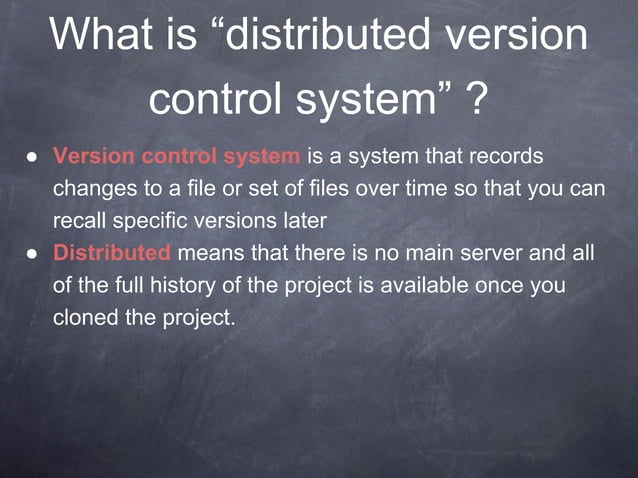 What is “distributed version
control system” ?
● Version control system is a system that records
changes to a file or set of files over time so that you can
recall specific versions later
● Distributed means that there is no main server and all
of the full history of the project is available once you
cloned the project.